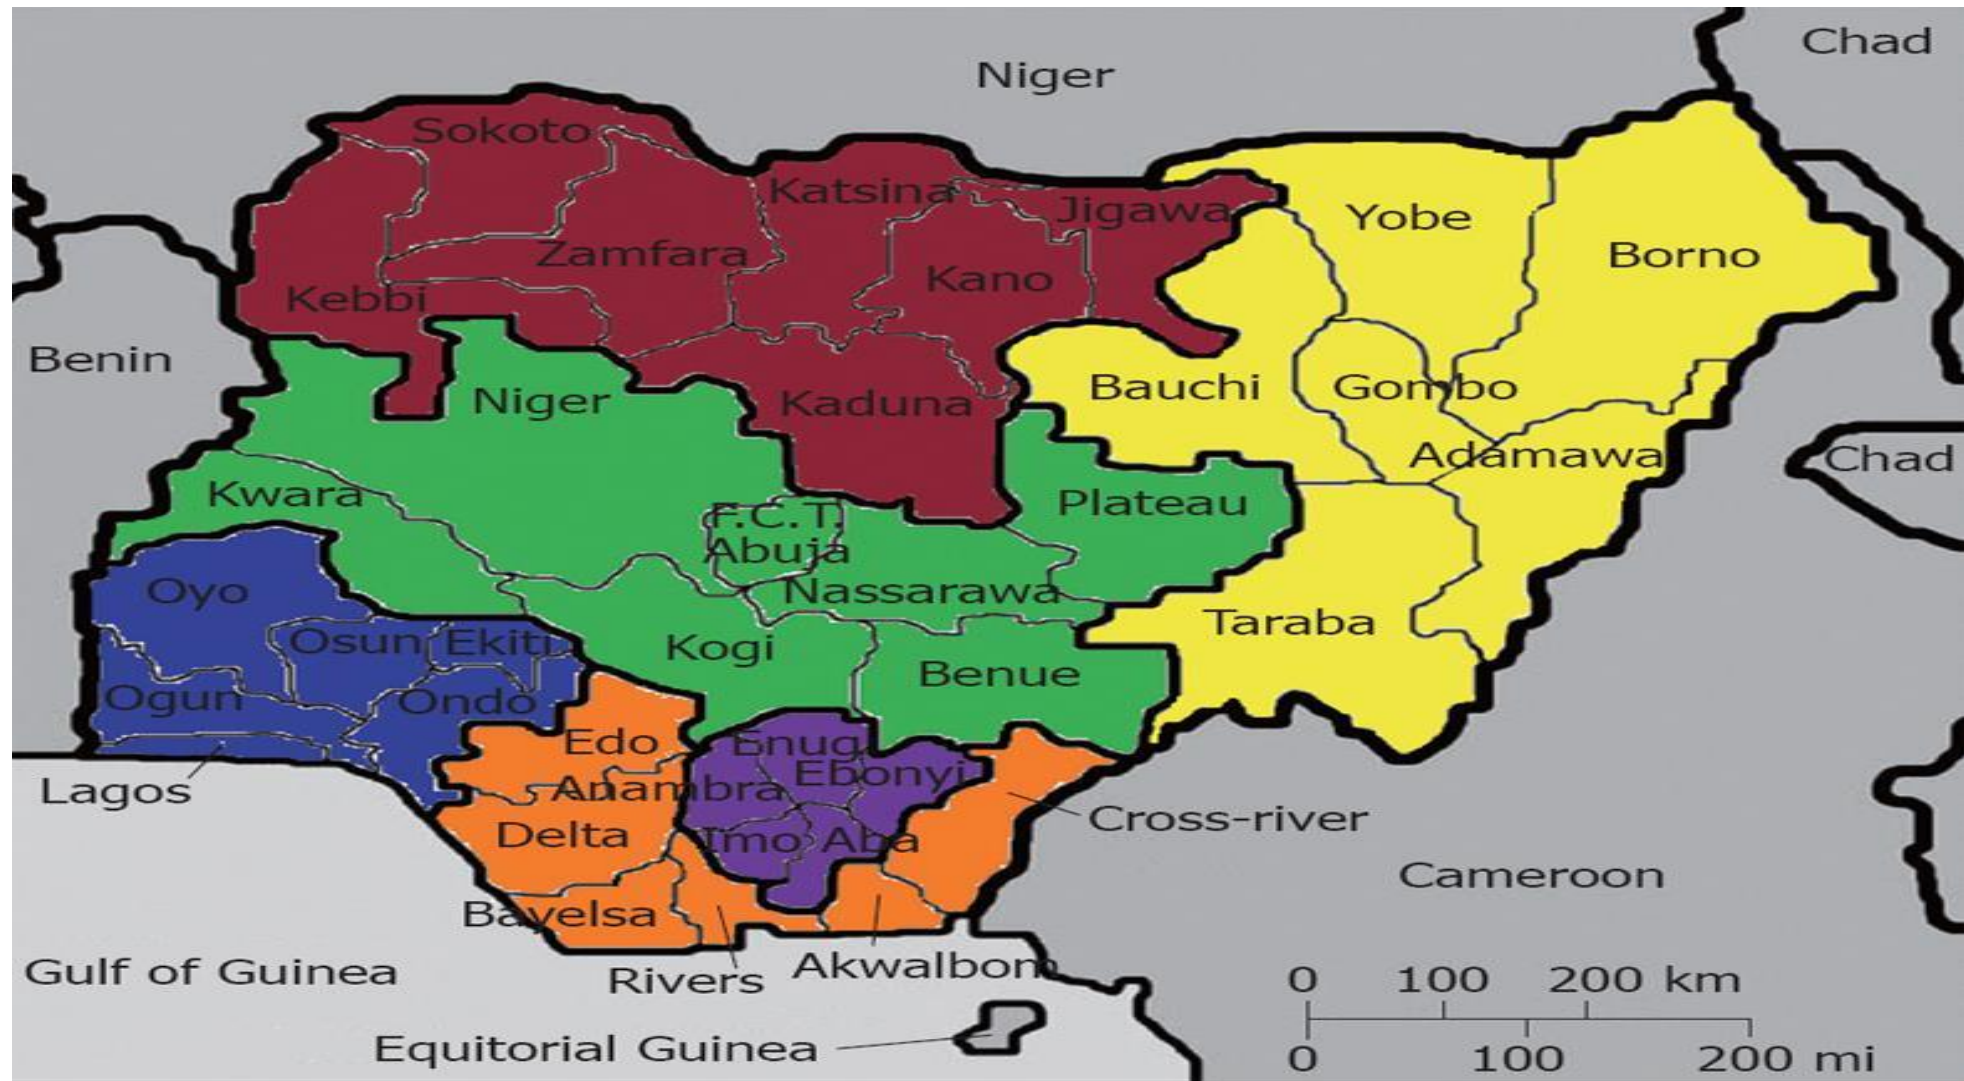 Chad
Niger
Sokoto
Katsina
Jigawa
Yobe
Borno
Zamfara
Kano
Kebbi
Benin
Niger
Kaduna
Bauchi
Gombo
Adamawa
Chad
Kwara
F.C.T.
Abuja
Plateau
Nassarawa
Taraba
Oyo
Osun
Ekiti
Kogi
Benue
Ogun
Ondo
Edo
Enug
Ebonyi
Anambra
Lagos
Delta
Imo
Aba
Cross-river
Cameroon
Bayelsa
Gulf of Guinea
Rivers
Akwalbom
Equitorial Guinea
0 100 200 km
0 100 200 mi